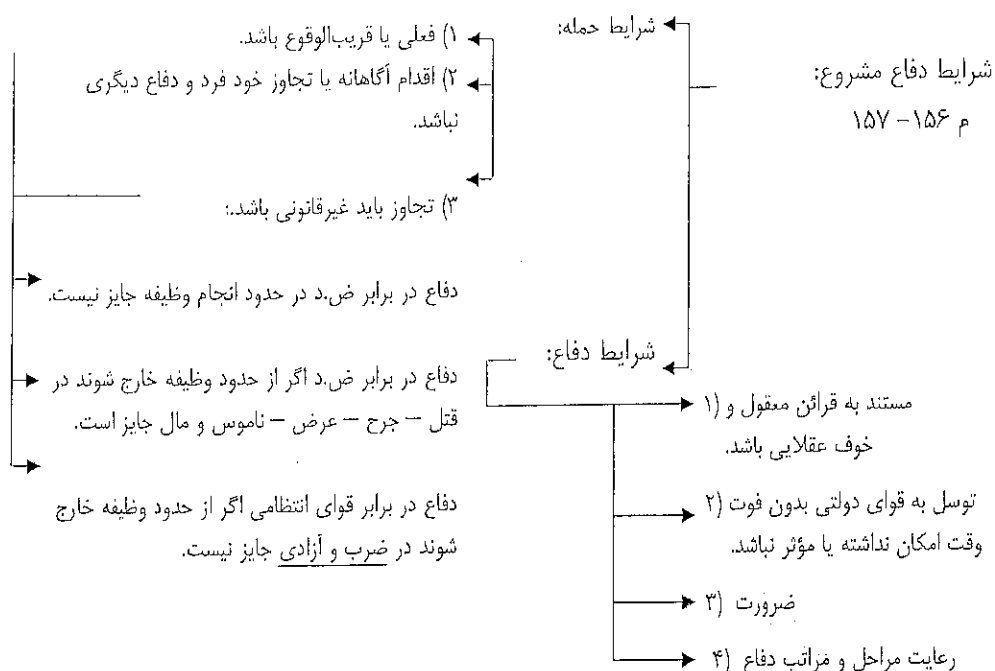 شرایط دفاع مشروع:
م ۱۵۶ – ۱۵۷
شرایط حمله:
۱) فعلی یا قریب‌الوقوع باشد.
۲) اقدام آگاهانه یا تجاوز خود فرد و دفاع دیگری
نباشد.
۳) تجاوز باید غیرقانونی باشد.:
دفاع در برابر ض.د در حدود انجام وظیفه جایز نیست.
دفاع در برابر ض.د اگر از حدود وظیفه خارج شوند در
قتل – جرح – عرض – ناموس و مال جایز است.
دفاع در برابر قوای انتظامی اگر از حدود وظیفه خارج
شوند در ضرب و آزادی جایز نیست.
شرایط دفاع:
۱) مستند به قرائن معقول و
خوف عقلایی باشد.
۲) توسل به قوای دولتی بدون فوت
وقت امکان نداشته یا مؤثر نباشد.
۳) ضرورت
۴) رعایت مراحل و مراتب دفاع